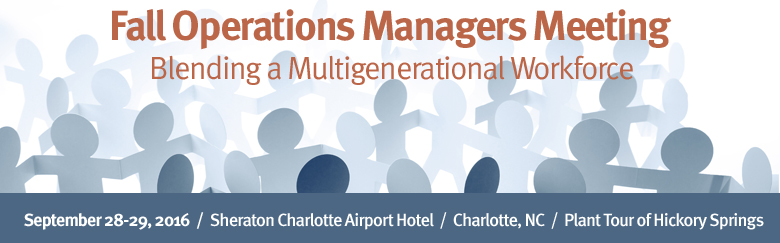 Fall Operations Managers Meeting
Blending a Multigenerational Workforce
September 28-29, 2016 / Sheraton Charlotte Airport Hotel / Charlotte, NC / Plant Tour of Hickory Springs